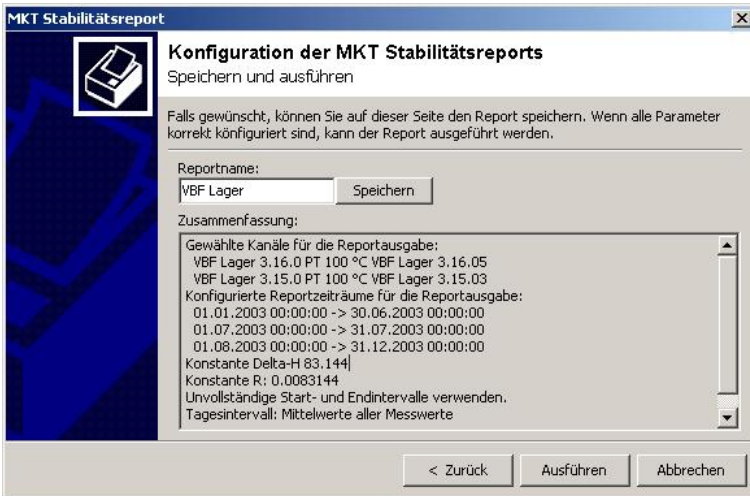 MKT Stabilitätsreport
Konfiguration der MKT Stabilitätsreports
Speichern und ausführen
Falls gewünscht, können Sie auf dieser Seite den Report speichern. Wenn alle Parameter
korrekt könfiguriert sind, kann der Report ausgeführt werden.
Reportname:
VBF Lager
Speichern
Zusammenfassung:
Gewählte Kanäle für die Reportausgabe:
VBF Lager 3.16.0 PT 100 °C VBF Lager 3.16.05
VBF Lager 3.15.0 PT 100 °C VBF Lager 3.15.03
Konfigurierte Reportzeiträume für die Reportausgabe:
01.01.2003 00:00:00 -> 30.06.2003 00:00:00
01.07.2003 00:00:00 -> 31.07.2003 00:00:00
01.08.2003 00:00:00 -> 31.12.2003 00:00:00
Konstante Delta-H 83.144
Konstante R: 0.0083144
Unvollständige Start- und Endintervalle verwenden.
Tagesintervall: Mittelwerte aller Messwerte
< Zurück
Ausführen
Abbrechen